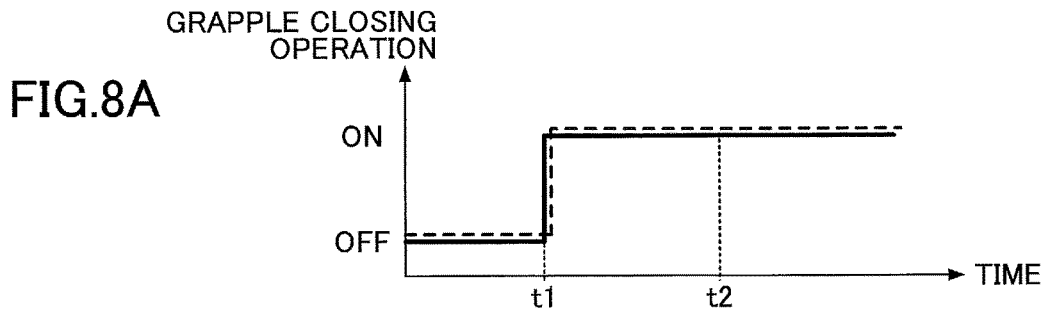 GRAPPLE CLOSING
OPERATION
FIG.8A
ON
OFF
TIME
t1
t2